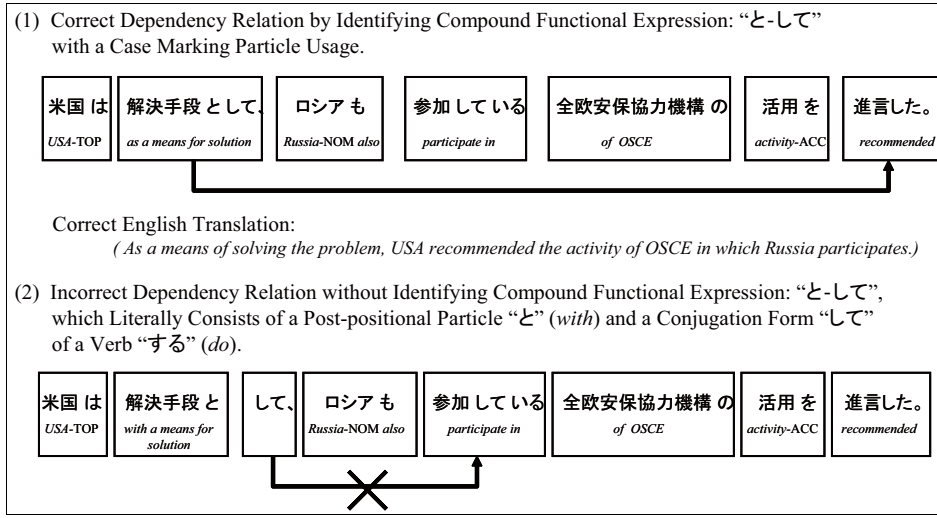 (1) Correct Dependency Relation by Identifying Compound Functional Expression: “と-して”
with a Case Marking Particle Usage.
米国 は 解決手段 と して、 ロシア も 参加 して いる 全欧安保協力機構 の 活用 を 進言した。
USA-TOP as a means for solution Russia-NOM also participate in of OSCE activity-ACC recommended
Correct English Translation:
( As a means of solving the problem, USA recommended the activity of OSCE in which Russia participates.)
(2) Incorrect Dependency Relation without Identifying Compound Functional Expression: “と-して”,
which Literally Consists of a Post-positional Particle “と” (with) and a Conjugation Form “して”
of a Verb “する” (do).
米国 は 解決手段 と して、 ロシア も 参加 して いる 全欧安保協力機構 の 活用 を 進言した。
USA-TOP with a means for Russia-NOM also participate in of OSCE activity-ACC recommended
solution